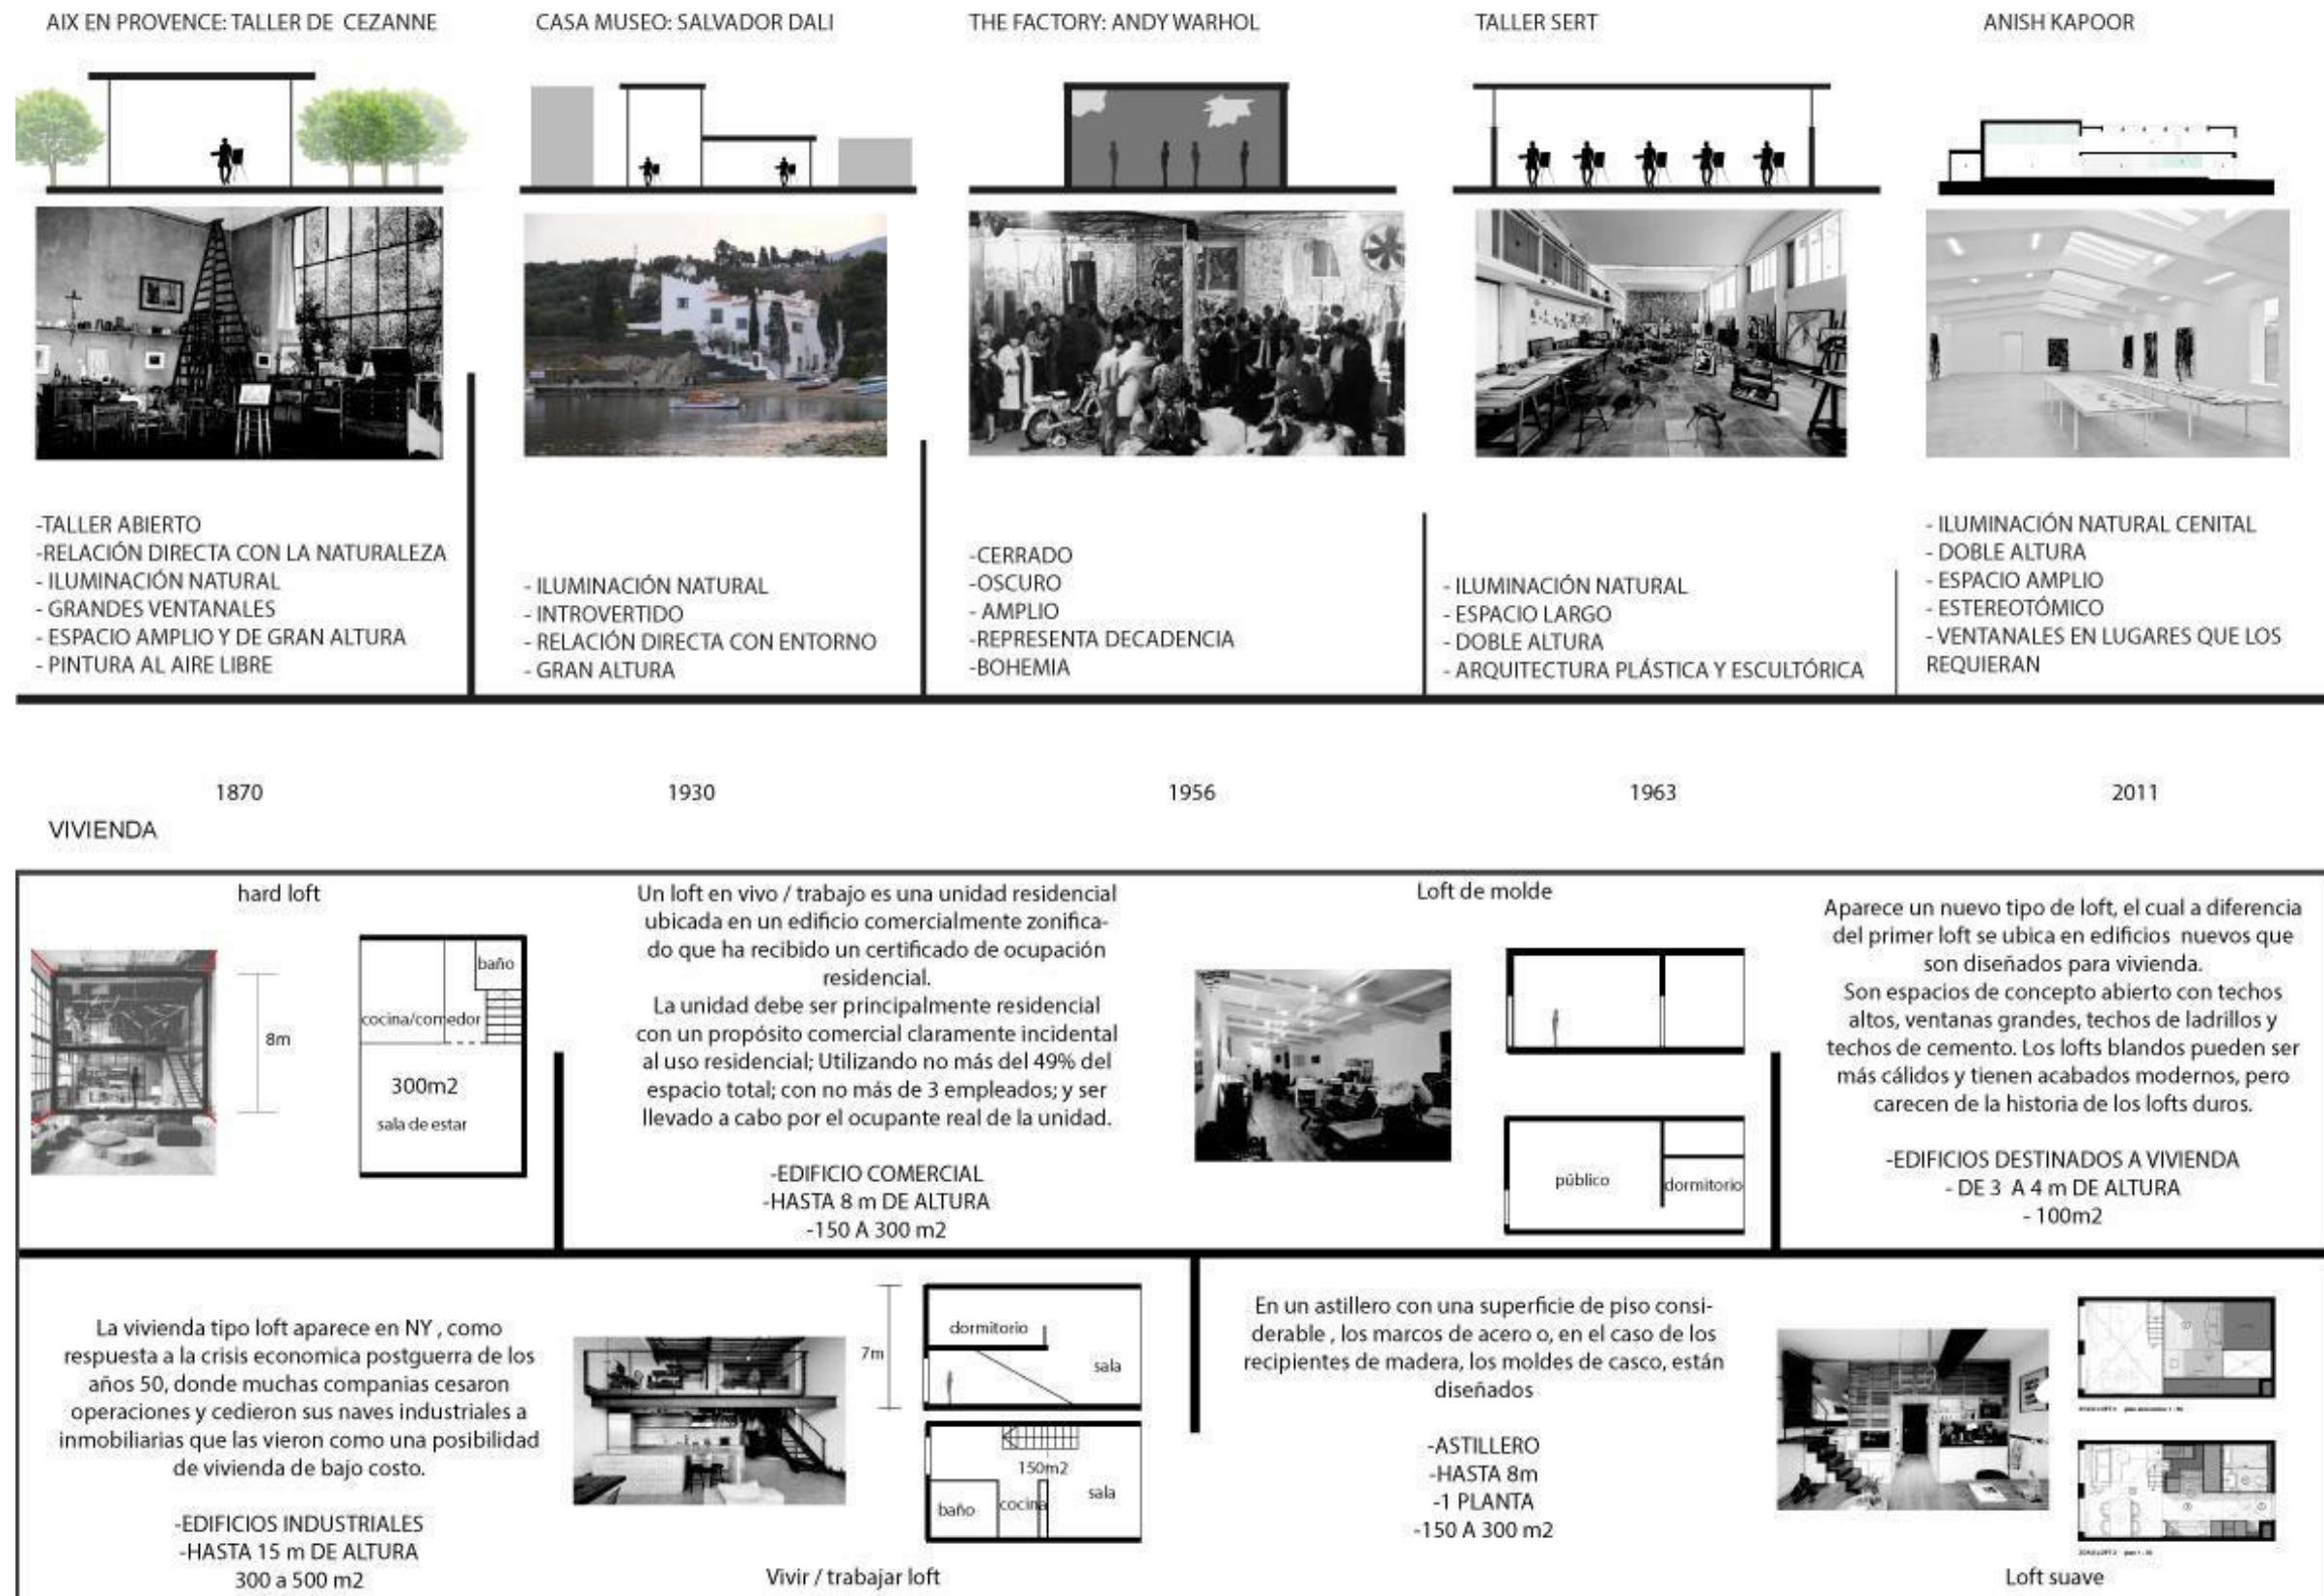 AIX EN PROVENCE: TALLER DE CEZANNE
CASA MUSEO: SALVADOR DALI
THE FACTORY: ANDY WARHOL
TALLER SERT
ANISH KAPOOR
-TALLER ABIERTO
-RELACIÓN DIRECTA CON LA NATURALEZA
- ILUMINACIÓN NATURAL
- GRANDES VENTANALES
- ESPACIO AMPLIO Y DE GRAN ALTURA
- PINTURA AL AIRE LIBRE
- ILUMINACIÓN NATURAL
- INTROVERTIDO
- RELACIÓN DIRECTA CON ENTORNO
- GRAN ALTURA
-CERRADO
-OSCURO
- AMPLIO
-REPRESENTA DECADENCIA
-BOHEMIA
- ILUMINACIÓN NATURAL
- ESPACIO LARGO
- DOBLE ALTURA
- ARQUITECTURA PLÁSTICA Y ESCULTÓRICA
- ILUMINACIÓN NATURAL CENITAL
- DOBLE ALTURA
- ESPACIO AMPLIO
- ESTEREOTÓMICO
- VENTANALES EN LUGARES QUE LOS
REQUIERAN
1870
1930
1956
1963
2011
VIVIENDA
hard loft
8m
baño
cocina/comedor
300m2
sala de estar
Un loft en vivo / trabajo es una unidad residencial
ubicada en un edificio comercialmente zonifica-
do que ha recibido un certificado de ocupación
residencial.
La unidad debe ser principalmente residencial
con un propósito comercial claramente incidental
al uso residencial; Utilizando no más del 49% del
espacio total; con no más de 3 empleados; y ser
llevado a cabo por el ocupante real de la unidad.
-EDIFICIO COMERCIAL
-HASTA 8 m DE ALTURA
-150 A 300 m2
Loft de molde
público
dormitorio
Aparece un nuevo tipo de loft, el cual a diferencia
del primer loft se ubica en edificios nuevos que
son diseñados para vivienda.
Son espacios de concepto abierto con techos
altos, ventanas grandes, techos de ladrillos y
techos de cemento. Los lofts blandos pueden ser
más cálidos y tienen acabados modernos, pero
carecen de la historia de los lofts duros.
-EDIFICIOS DESTINADOS A VIVIENDA
- DE 3 A 4 m DE ALTURA
- 100m2
La vivienda tipo loft aparece en NY , como
respuesta a la crisis economica postguerra de los
años 50, donde muchas companias cesaron
operaciones y cedieron sus naves industriales a
inmobiliarias que las vieron como una posibilidad
de vivienda de bajo costo.
-EDIFICIOS INDUSTRIALES
-HASTA 15 m DE ALTURA
300 a 500 m2
7m
dormitorio
sala
150m2
baño
cocina
sala
Vivir / trabajar loft
En un astillero con una superficie de piso consi-
derable , los marcos de acero o, en el caso de los
recipientes de madera, los moldes de casco, están
diseñados
-ASTILLERO
-HASTA 8m
-1 PLANTA
-150 A 300 m2
Loft suave